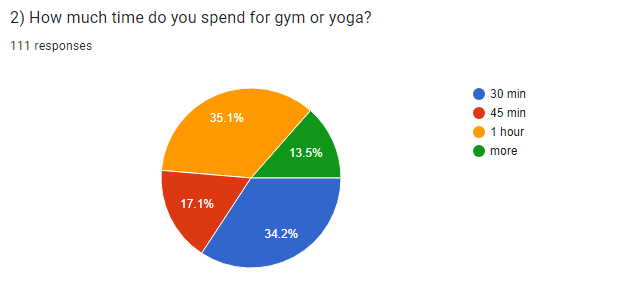 2) How much time do you spend for gym or yoga?
111 responses
35.1%
13.5%
17.1%
34.2%
30 min
45 min
1 hour
more